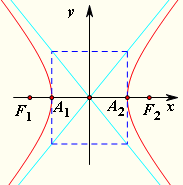 y
x
F₁ A₁ A₂ F₂